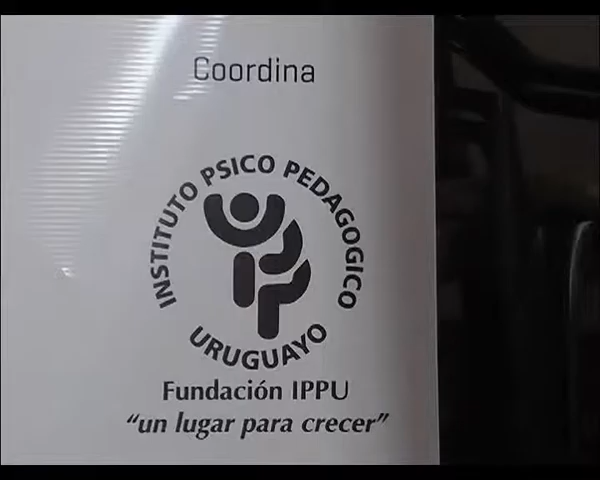 Coordina
INSTITUTO PSICO PEDAGOGICO
URUGUAYO
Fundación IPPU
“un lugar para crecer”